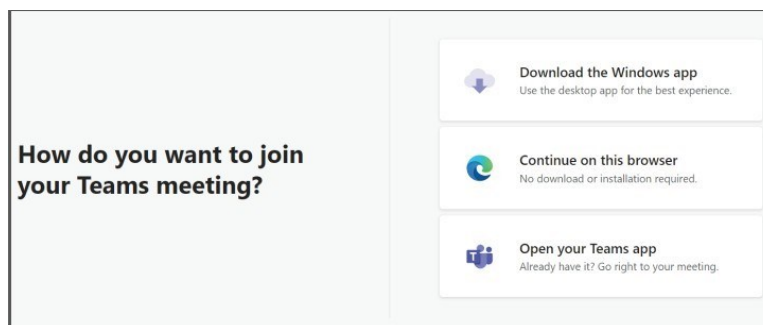 How do you want to join
your Teams meeting?
Download the Windows app
Use the desktop app for the best experience.
Continue on this browser
No download or installation required.
Open your Teams app
Already have it? Go right to your meeting.